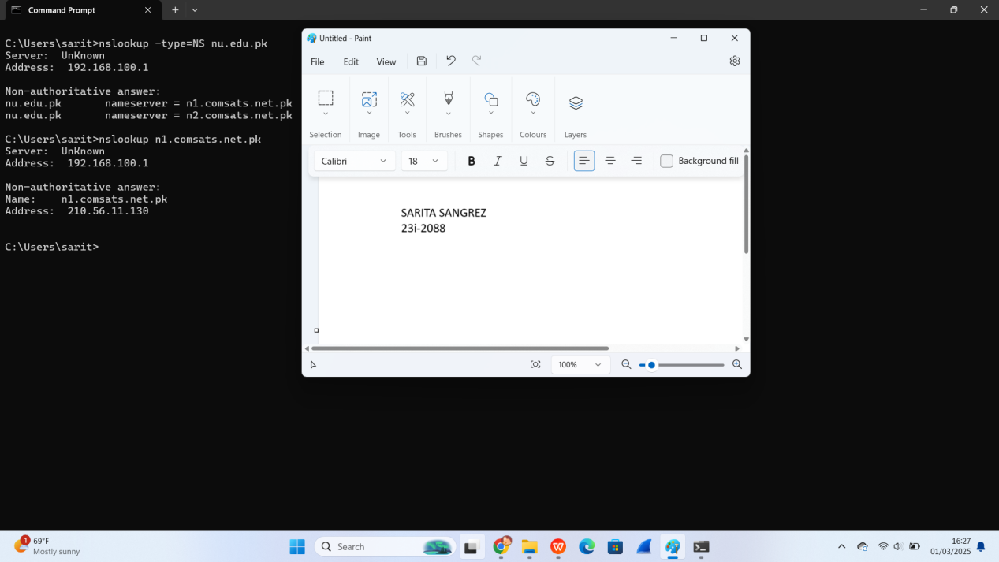 Command Prompt
C:\Users\sarit>nslookup -type=NS nu.edu.pk
Server:  UnKnown
Address:  192.168.100.1
Non-authoritative answer:
nu.edu.pk       nameserver = n1.comsats.net.pk
nu.edu.pk       nameserver = n2.comsats.net.pk
C:\Users\sarit>nslookup n1.comsats.net.pk
Server:  UnKnown
Address:  192.168.100.1
Non-authoritative answer:
Name:    n1.comsats.net.pk
Address:  210.56.11.130
C:\Users\sarit>
Untitled - Paint
File Edit View
Selection Image Tools Brushes Shapes Colours Layers
Calibri 18 B I U S Background fill
SARITA SANGREZ
23i-2088
100%
1
69°F
Mostly sunny
Search
W
16:27
01/03/2025